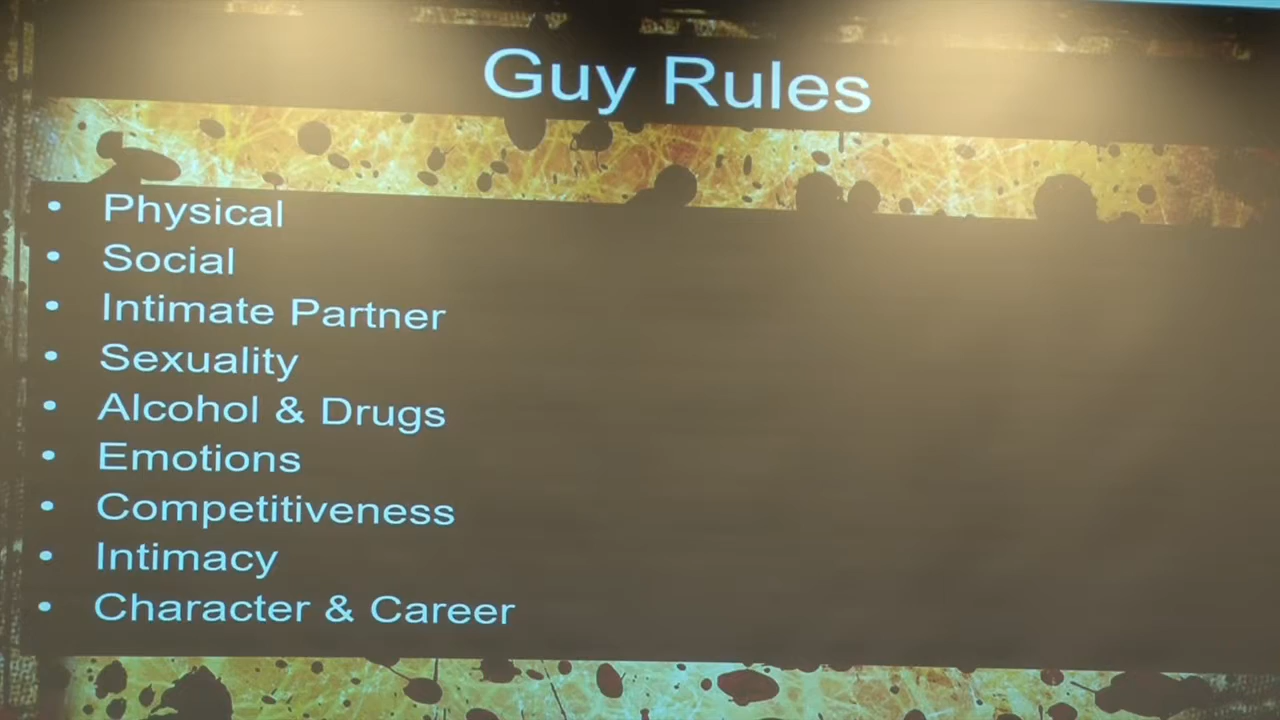 Guy Rules
• Physical
• Social
• Intimate Partner
• Sexuality
• Alcohol & Drugs
• Emotions
• Competitiveness
• Intimacy
• Character & Career